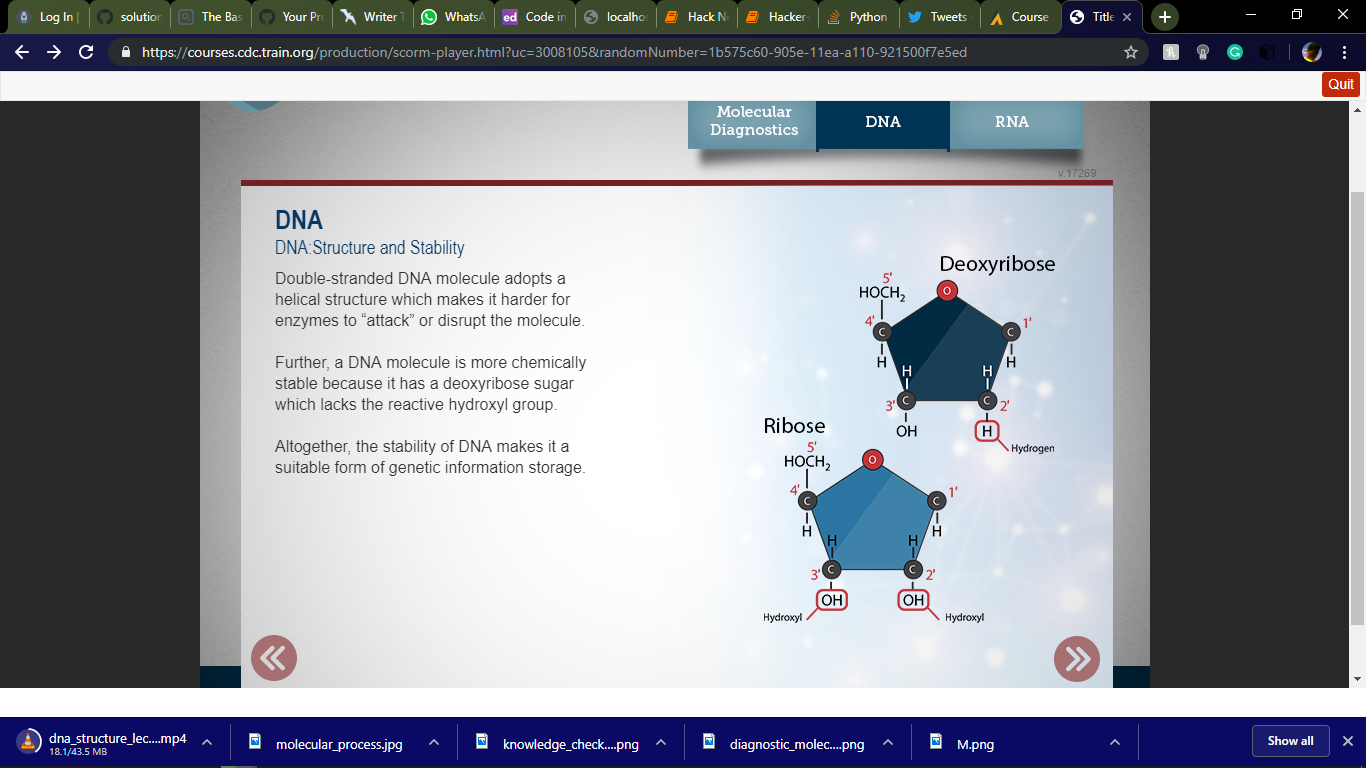 Log In |
solution
The Bas
Your Pro
Writer T
WhatsA
ed
Code in
localhos
Hack N
Hacker
Python
Tweets
Course
Title
https://courses.cdc.train.org/production/scorm-player.html?uc=3008105&randomNumber=1b575c60-905e-11ea-a110-921500f7e5ed
Quit
Molecular
Diagnostics
DNA
RNA
v.17269
DNA
DNA:Structure and Stability
Double-stranded DNA molecule adopts a
helical structure which makes it harder for
enzymes to “attack” or disrupt the molecule.
Further, a DNA molecule is more chemically
stable because it has a deoxyribose sugar
which lacks the reactive hydroxyl group.
Altogether, the stability of DNA makes it a
suitable form of genetic information storage.
Deoxyribose
5'
HOCH2
O
4'
C
C
1'
H
H
H
H
3'
C
C
2'
OH
H
Hydrogen
Ribose
5'
HOCH2
O
4'
C
C
1'
H
H
H
H
3'
C
C
2'
OH
OH
Hydroxyl
Hydroxyl
dna_structure_lec....mp4
18.1/43.5 MB
molecular_process.jpg
knowledge_check....png
diagnostic_molec....png
M.png
Show all